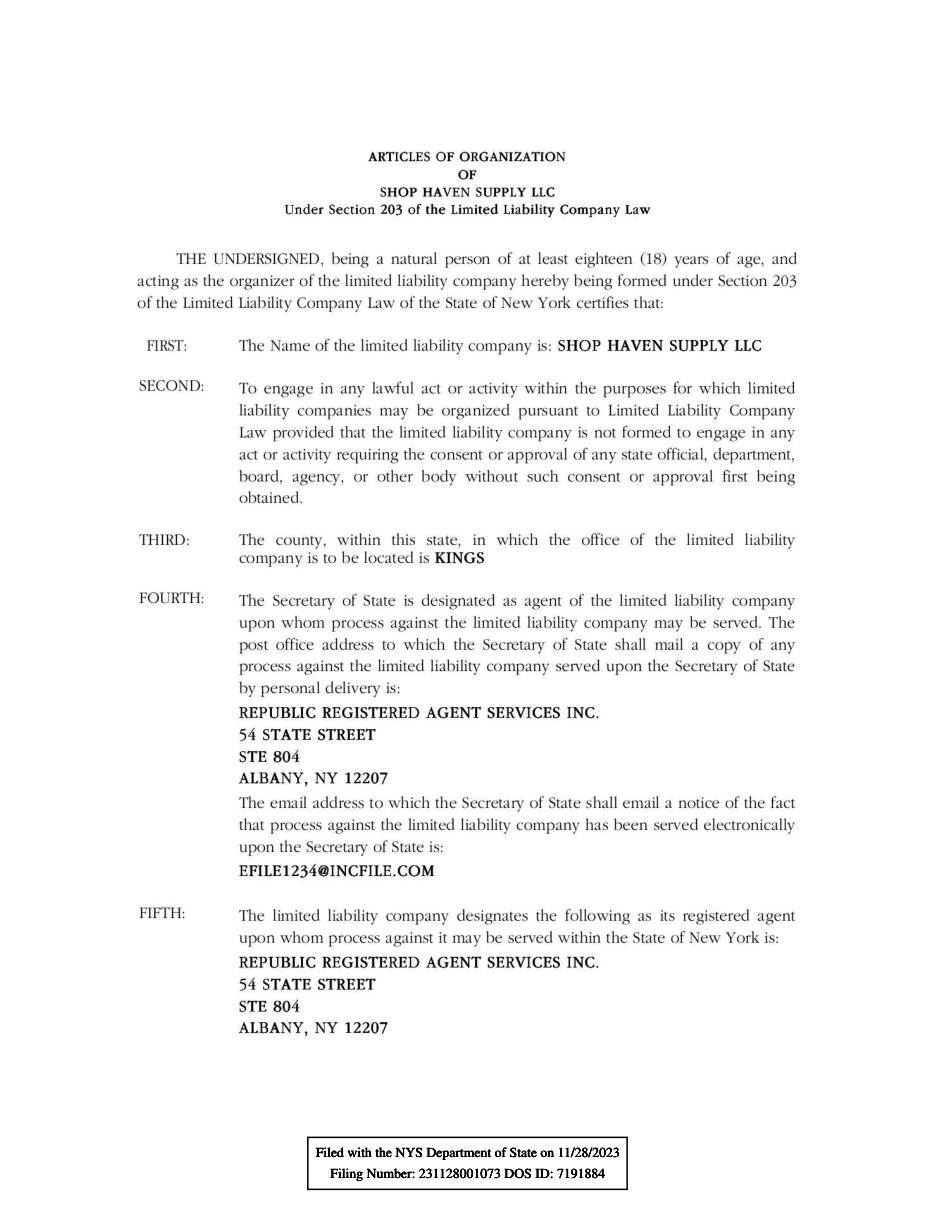 ARTICLES OF ORGANIZATION
OF
SHOP HAVEN SUPPLY LLC
Under Section 203 of the Limited Liability Company Law
THE UNDERSIGNED, being a natural person of at least eighteen (18) years of age, and
acting as the organizer of the limited liability company hereby being formed under Section 203
of the Limited Liability Company Law of the State of New York certifies that:
FIRST: The Name of the limited liability company is: SHOP HAVEN SUPPLY LLC
SECOND: To engage in any lawful act or activity within the purposes for which limited
liability companies may be organized pursuant to Limited Liability Company
Law provided that the limited liability company is not formed to engage in any
act or activity requiring the consent or approval of any state official, department,
board, agency, or other body without such consent or approval first being
obtained.
THIRD: The county, within this state, in which the office of the limited liability
company is to be located is KINGS
FOURTH: The Secretary of State is designated as agent of the limited liability company
upon whom process against the limited liability company may be served. The
post office address to which the Secretary of State shall mail a copy of any
process against the limited liability company served upon the Secretary of State
by personal delivery is:
REPUBLIC REGISTERED AGENT SERVICES INC.
54 STATE STREET
STE 804
ALBANY, NY 12207
The email address to which the Secretary of State shall email a notice of the fact
that process against the limited liability company has been served electronically
upon the Secretary of State is:
EFILE1234@INCFILE.COM
FIFTH: The limited liability company designates the following as its registered agent
upon whom process against it may be served within the State of New York is:
REPUBLIC REGISTERED AGENT SERVICES INC.
54 STATE STREET
STE 804
ALBANY, NY 12207
Filed with the NYS Department of State on 11/28/2023
Filing Number: 231128001073 DOS ID: 7191884